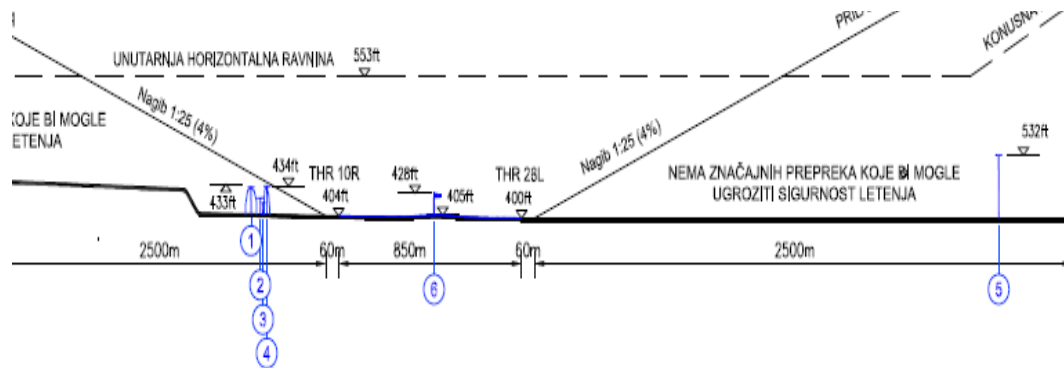 UNUTARNJA HORIZONTALNA RAVNINA
553ft
KONUSNA
Nagib 1:25 (4%)
Nagib 1:25 (4%)
KOJE BI MOGLE
LETENJA
532ft
434ft
THR 10R
428ft
THR 28L
NEMA ZNAČAJNIH PREPREKA KOJE BI MOGLE
UGROZITI SIGURNOST LETENJA
433ft
404ft
405ft
400ft
1
2500m
60m
850m
60m
2500m
2
6
5
3
4